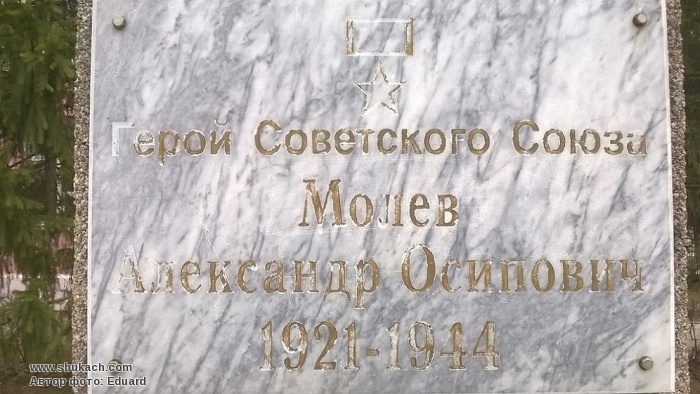 Герой Советского Союза
Молев
Александр Осипович
1921-1944
www.shukach.com
Автор фото: Eduard